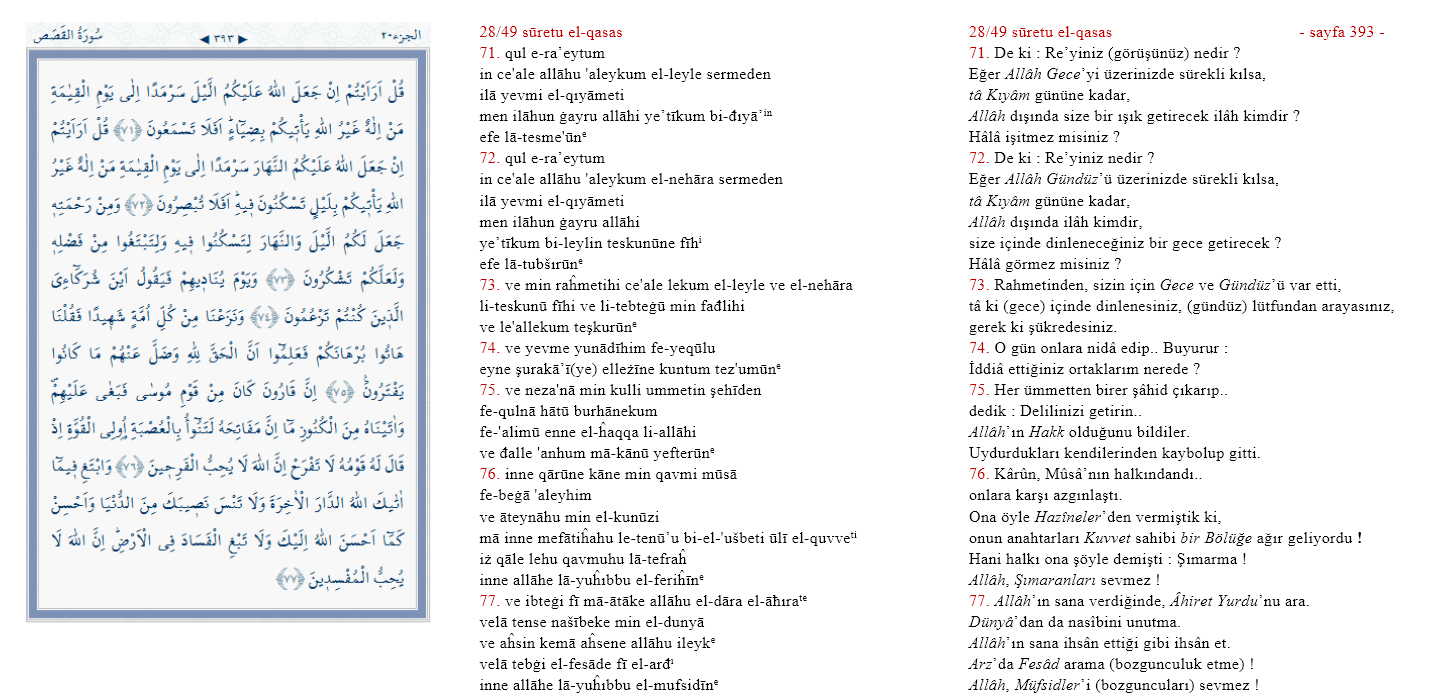 سُورَةُ القَصَصِ
◀ ٣٩٣ ▶
الجزء٢٠
قُلْ اَرَاَيْتُمْ اِنْ جَعَلَ اللّٰهُ عَلَيْكُمُ الَّيْلَ سَرْمَدًا اِلٰى يَوْمِ الْقِيٰمَةِ
مَنْ اِلٰهٌ غَيْرُ اللّٰهِ يَأْت۪يكُمْ بِضِيَٓاءٍۜ اَفَلَا تَسْمَعُونَ ﴿٧١﴾ قُلْ اَرَاَيْتُمْ
اِنْ جَعَلَ اللّٰهُ عَلَيْكُمُ النَّهَارَ سَرْمَدًا اِلٰى يَوْمِ الْقِيٰمَةِ مَنْ اِلٰهٌ غَيْرُ
اللّٰهِ يَأْت۪يكُمْ بِلَيْلٍ تَسْكُنُونَ ف۪يهِۜ اَفَلَا تُبْصِرُونَ ﴿٧٢﴾ وَمِنْ رَحْمَتِه۪
جَعَلَ لَكُمُ الَّيْلَ وَالنَّهَارَ لِتَسْكُنُوا ف۪يهِ وَلِتَبْتَغُوا مِنْ فَضْلِه۪
وَلَعَلَّكُمْ تَشْكُرُونَ ﴿٧٣﴾ وَيَوْمَ يُنَاد۪يهِمْ فَيَقُولُ اَيْنَ شُرَكَٓاءِيَ
الَّذ۪ينَ كُنْتُمْ تَزْعُمُونَ ﴿٧٤﴾ وَنَزَعْنَا مِنْ كُلِّ اُمَّةٍ شَه۪يدًا فَقُلْنَا
هَاتُوا بُرْهَانَكُمْ فَعَلِمُٓوا اَنَّ الْحَقَّ لِلّٰهِ وَضَلَّ عَنْهُمْ مَا كَانُوا
يَفْتَرُونَ۟ ﴿٧٥﴾ اِنَّ قَارُونَ كَانَ مِنْ قَوْمِ مُوسٰى فَبَغٰى عَلَيْهِمْۖ
وَاٰتَيْنَاهُ مِنَ الْكُنُوزِ مَٓا اِنَّ مَفَاتِحَهُ لَتَنُٓوأُ بِالْعُصْبَةِ اُو۬لِي الْقُوَّةِ اِذْ
قَالَ لَهُ قَوْمُهُ لَا تَفْرَحْ اِنَّ اللّٰهَ لَا يُحِبُّ الْفَرِح۪ينَ ﴿٧٦﴾ وَابْتَغِ ف۪يمَٓا
اٰتٰيكَ اللّٰهُ الدَّارَ الْاٰخِرَةَ وَلَا تَنْسَ نَص۪يبَكَ مِنَ الدُّنْيَا وَاَحْسِنْ
كَمَٓا اَحْسَنَ اللّٰهُ اِلَيْكَ وَلَا تَبْغِ الْفَسَادَ فِي الْاَرْضِۜ اِنَّ اللّٰهَ لَا
يُحِبُّ الْمُفْسِد۪ينَ ﴿٧٧﴾
28/49 sūretu el-qasas
71. qul e-ra’eytum
in ce'ale allāhu 'aleykum el-leyle sermeden
ilā yevmi el-qıyāmeti
men ilāhun ġayru allāhi ye’tīkum bi-đıyā’ⁱⁿ
efe lā-tesme'ūnᵉ
72. qul e-ra’eytum
in ce'ale allāhu 'aleykum el-nehāra sermeden
ilā yevmi el-qıyāmeti
men ilāhun ġayru allāhi
ye’tīkum bi-leylin teskunūne fīhⁱ
efe lā-tubšırūnᵉ
73. ve min raĥmetihi ce'ale lekum el-leyle ve el-nehāra
li-teskunū fīhi ve li-tebteġū min fađlihi
ve le'allekum teşkurūnᵉ
74. ve yevme yunādīhim fe-yeqūlu
eyne şurakā’ī(ye) elleżīne kuntum tez'umūnᵉ
75. ve neza'nā min kulli ummetin şehīden
fe-qulnā hātū burhānekum
fe-'alimū enne el-ĥaqqa li-allāhi
ve đalle 'anhum mā-kānū yefterūnᵉ
76. inne qārūne kāne min qavmi mūsā
fe-beġā 'aleyhim
ve āteynāhu min el-kunūzi
mā inne mefātiĥahu le-tenū’u bi-el-'ušbeti ūlī el-quvveᵗⁱ
iż qāle lehu qavmuhu lā-tefraĥ
inne allāhe lā-yuĥıbbu el-feriĥīnᵉ
77. ve ibteġi fī mā-ātāke allāhu el-dāra el-āħıraᵗᵉ
velā tense našībeke min el-dunyā
ve aĥsin kemā aĥsene allāhu ileykᵉ
velā tebġi el-fesāde fī el-arđⁱ
inne allāhe lā-yuĥıbbu el-mufsidīnᵉ
28/49 sūretu el-qasas - sayfa 393 -
71. De ki : Re’yiniz (görüşünüz) nedir ?
Eğer Allâh Gece’yi üzerinizde sürekli kılsa,
tâ Kıyâm gününe kadar,
Allâh dışında size bir ışık getirecek ilâh kimdir ?
Hâlâ işitmez misiniz ?
72. De ki : Re’yiniz nedir ?
Eğer Allâh Gündüz’ü üzerinizde sürekli kılsa,
tâ Kıyâm gününe kadar,
Allâh dışında ilâh kimdir,
size içinde dinleneceğiniz bir gece getirecek ?
Hâlâ görmez misiniz ?
73. Rahmetinden, sizin için Gece ve Gündüz’ü var etti,
tâ ki (gece) içinde dinlenesiniz, (gündüz) lütfundan arayasınız,
gerek ki şükredesiniz.
74. O gün onlara nidâ edip.. Buyurur :
İddiâ ettiğiniz ortaklarım nerede ?
75. Her ümmetten birer şâhid çıkarıp..
dedik : Delilinizi getirin..
Allâh’ın Hakk olduğunu bildiler.
Uydurdukları kendilerinden kaybolup gitti.
76. Kârûn, Mûsâ’nın halkındandı..
onlara karşı azgınlaştı.
Ona öyle Hazîneler’den vermiştik ki,
onun anahtarları Kuvvet sahibi bir Bölüğe ağır geliyordu !
Hani halkı ona şöyle demişti : Şımarma !
Allâh, Şımaranları sevmez !
77. Allâh’ın sana verdiğinde, Âhiret Yurdu’nu ara.
Dünyâ’dan da nasîbini unutma.
Allâh’ın sana ihsân ettiği gibi ihsân et.
Arz’da Fesâd arama (bozgunculuk etme) !
Allâh, Müfsidler’i (bozguncuları) sevmez !